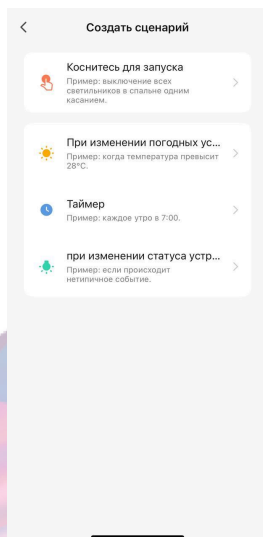 Создать сценарий
Коснитесь для запуска
Пример: выключение всех
светильников в спальне одним
касанием.
При изменении погодных ус...
Пример: когда температура превысит
28°C.
Таймер
Пример: каждое утро в 7:00.
при изменении статуса устр...
Пример: если происходит
нетипичное событие.